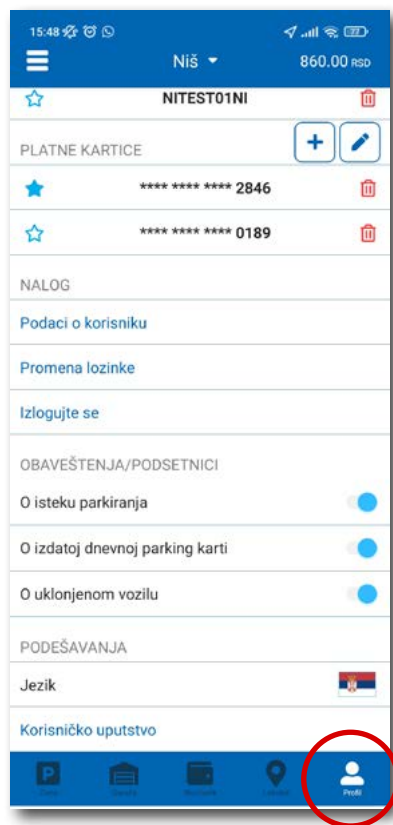 15:48
Niš
860.00 RSD
NITEST01NI
PLATNE KARTICE
**** **** **** 2846
**** **** **** 0189
NALOG
Podaci o korisniku
Promena lozinke
Izlogujte se
OBAVEŠTENJA/PODSETNICI
O isteku parkiranja
O izdatoj dnevnoj parking karti
O uklonjenom vozilu
PODEŠAVANJA
Jezik
Korisničko uputstvo
Profil